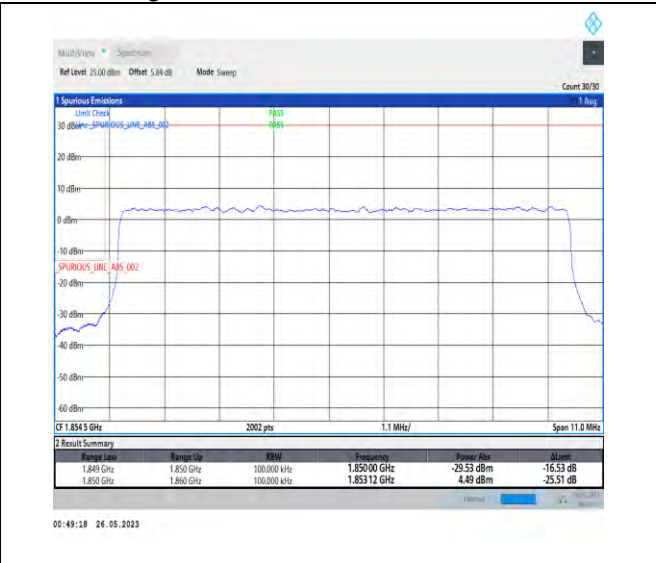 MultiView Spectrum
Ref Level 25.00 dBm Offset 5.84 dB Mode Sweep
Count 30/30
1 Spurious Emissions 1 Avg
Limit Check PASS
Line _SPURIOUS_LINE_ABS_002 PASS
30 dBm
20 dBm
10 dBm
0 dBm
-10 dBm
_SPURIOUS_LINE_ABS_002
-20 dBm
-30 dBm
-40 dBm
-50 dBm
-60 dBm
CF 1.854 5 GHz 2002 pts 1.1 MHz/ Span 11.0 MHz
2 Result Summary
Range Low Range Up RBW Frequency Power Abs ΔLimit
1.849 GHz 1.850 GHz 100.000 kHz 1.85000 GHz -29.53 dBm -16.53 dB
1.850 GHz 1.860 GHz 100.000 kHz 1.85312 GHz 4.49 dBm -25.51 dB
00:49:18 26.05.2023